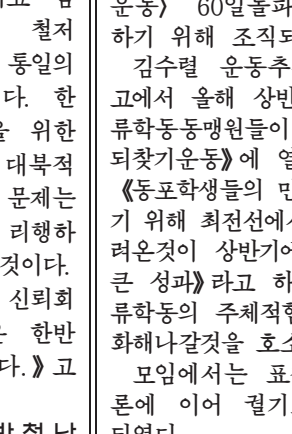 철저
통일의
다. 한
위한
대북적
문제는
리행하
것이다.
신뢰회
한반
다.》고
운동》 60일돌파
하기 위해 조직되
김수렬 운동추
고에서 올해 상반
류학동동맹원들이
되찾기운동》에 열
《동포학생들의 민
기 위해 최전선에서
려온것이 상반기에
큰 성과》라고 하
류학동의 주체적현
화해나갈것을 호소
모임에서는 표
론에 이어 궐기
되였다